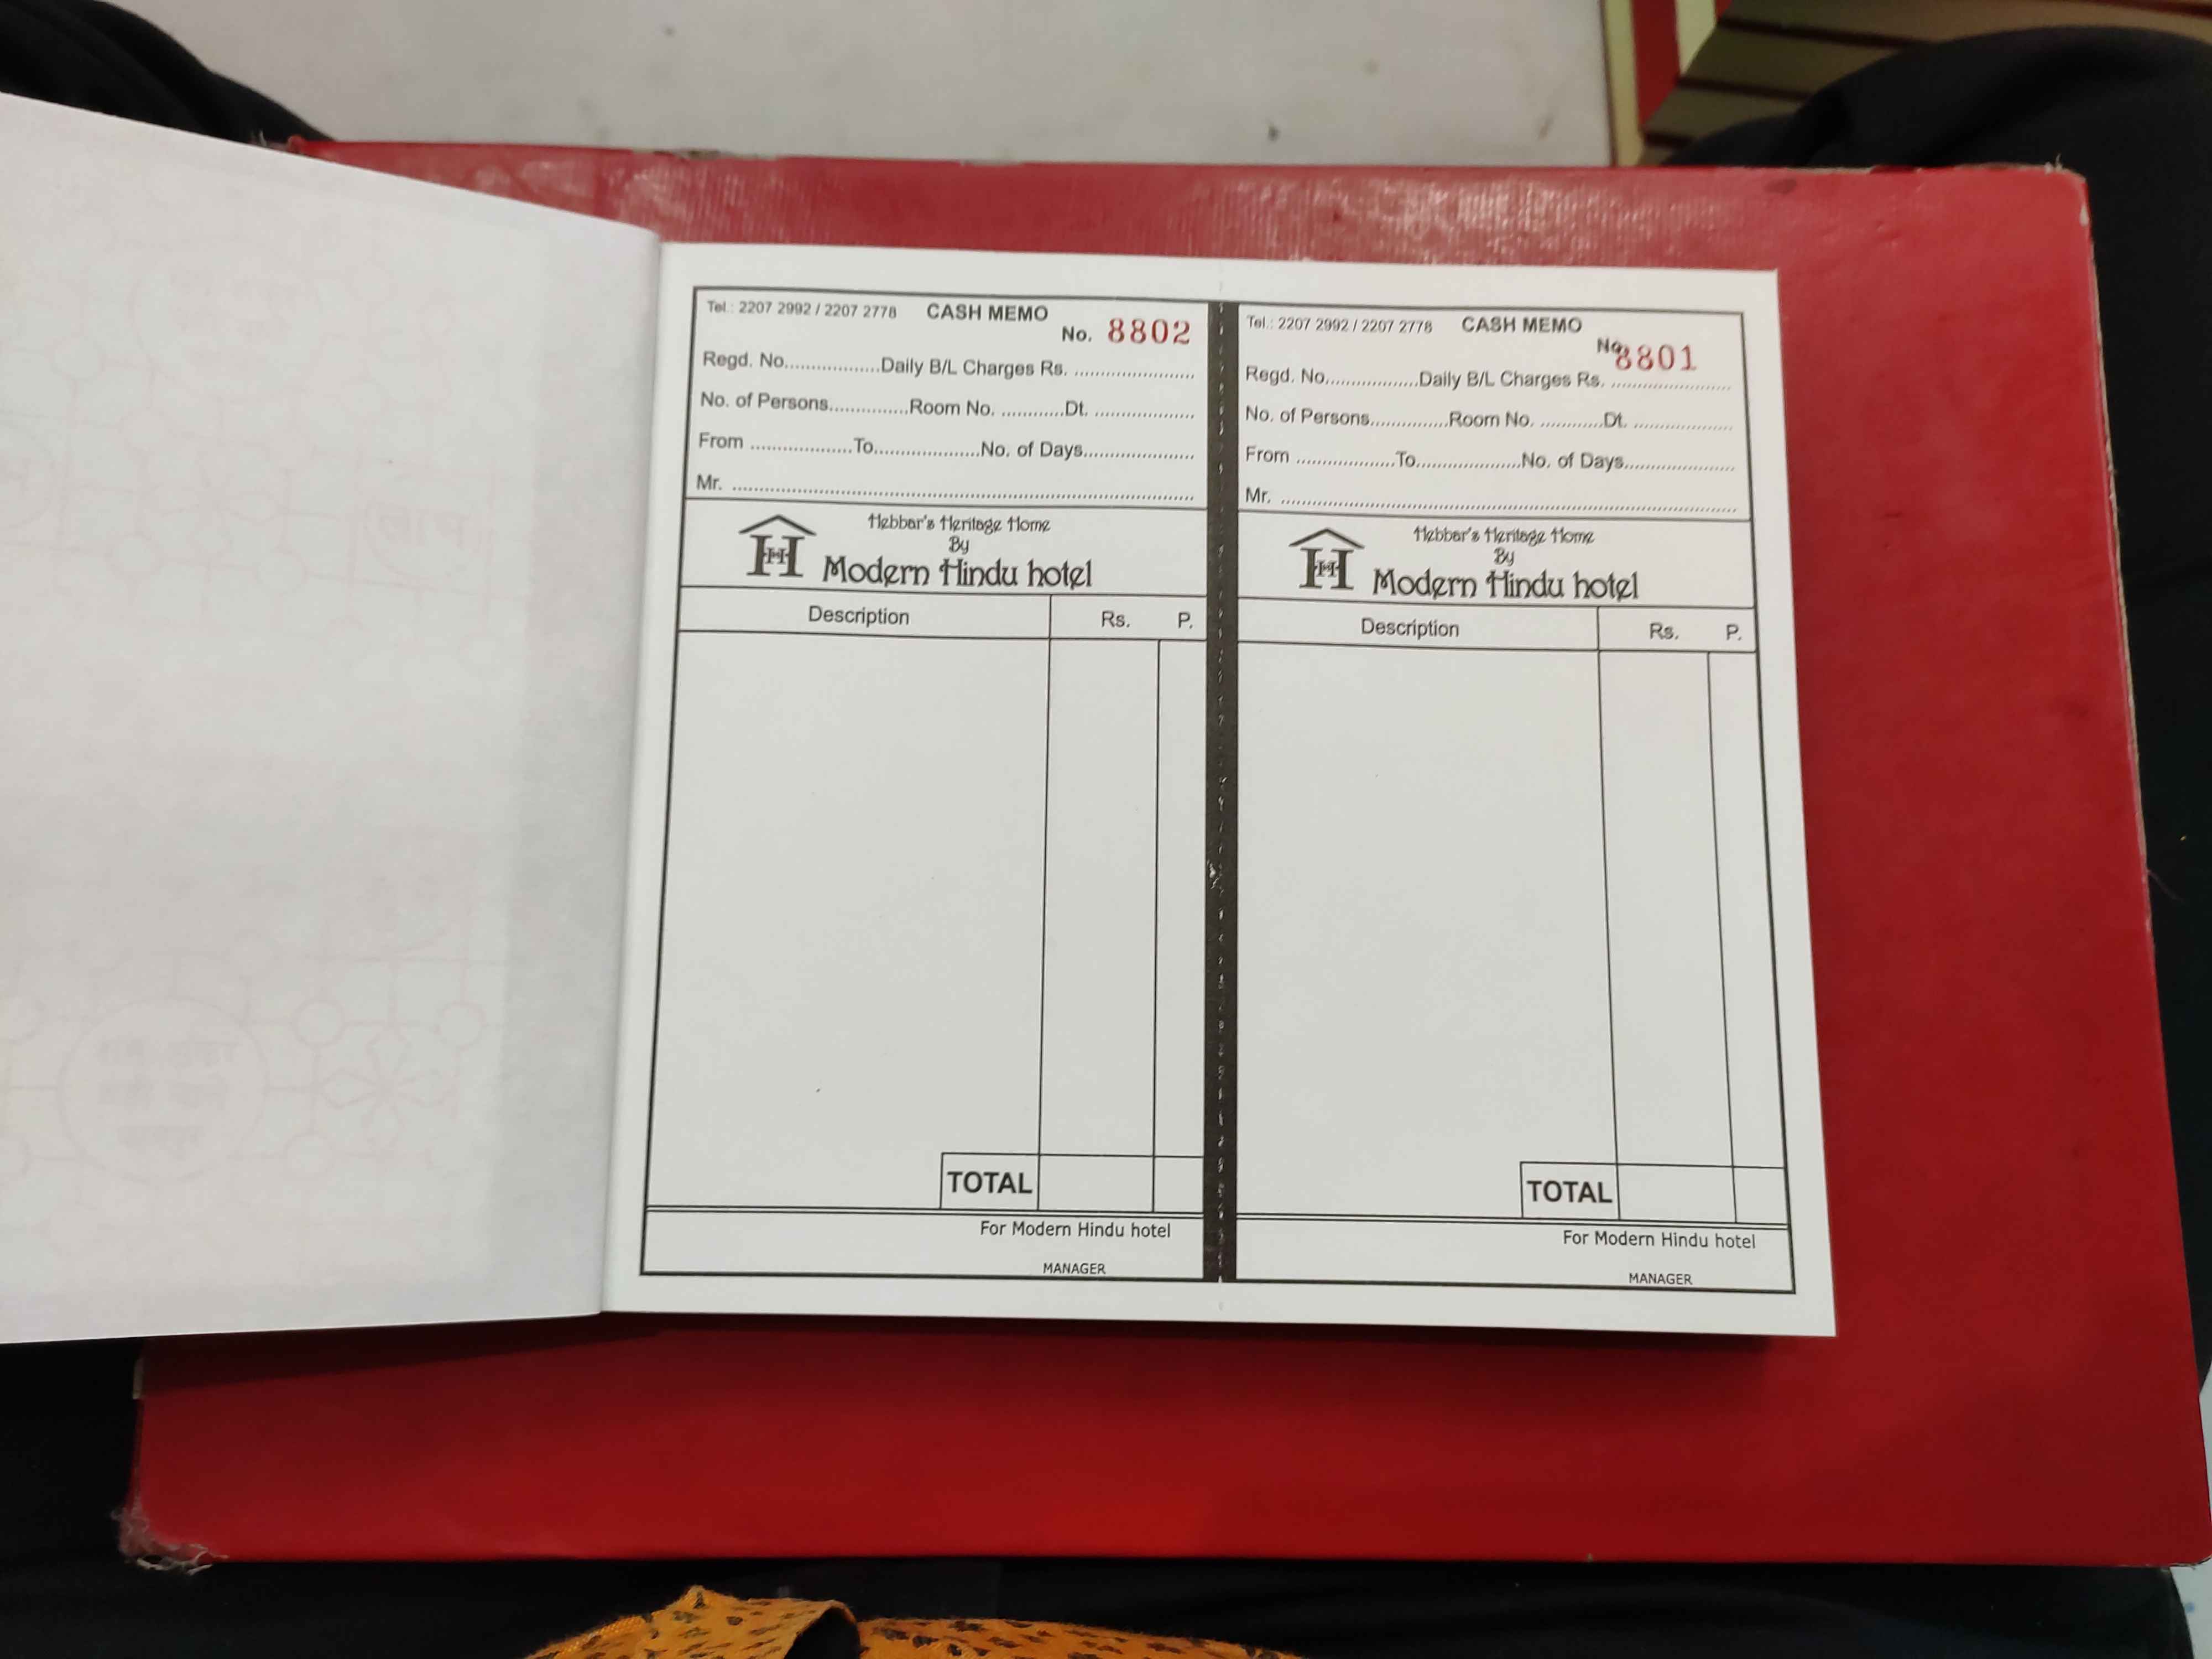 Tel.: 2207 2992 / 2207 2778 CASH MEMO
No. 8802
Regd. No..................Daily B/L Charges Rs. .......................
No. of Persons...............Room No. ............Dt. ...................
From ...................To....................No. of Days.....................
Mr. ........................................................................................
Hebbar's Heritage Home
By
HHH Modern Hindu hotel
Description Rs. P.
TOTAL
For Modern Hindu hotel
MANAGER
Tel.: 2207 2992 / 2207 2778 CASH MEMO
No. 8801
Regd. No..................Daily B/L Charges Rs. .......................
No. of Persons...............Room No. ............Dt. ...................
From ...................To....................No. of Days.....................
Mr. ........................................................................................
Hebbar's Heritage Home
By
HHH Modern Hindu hotel
Description Rs. P.
TOTAL
For Modern Hindu hotel
MANAGER
लाभ